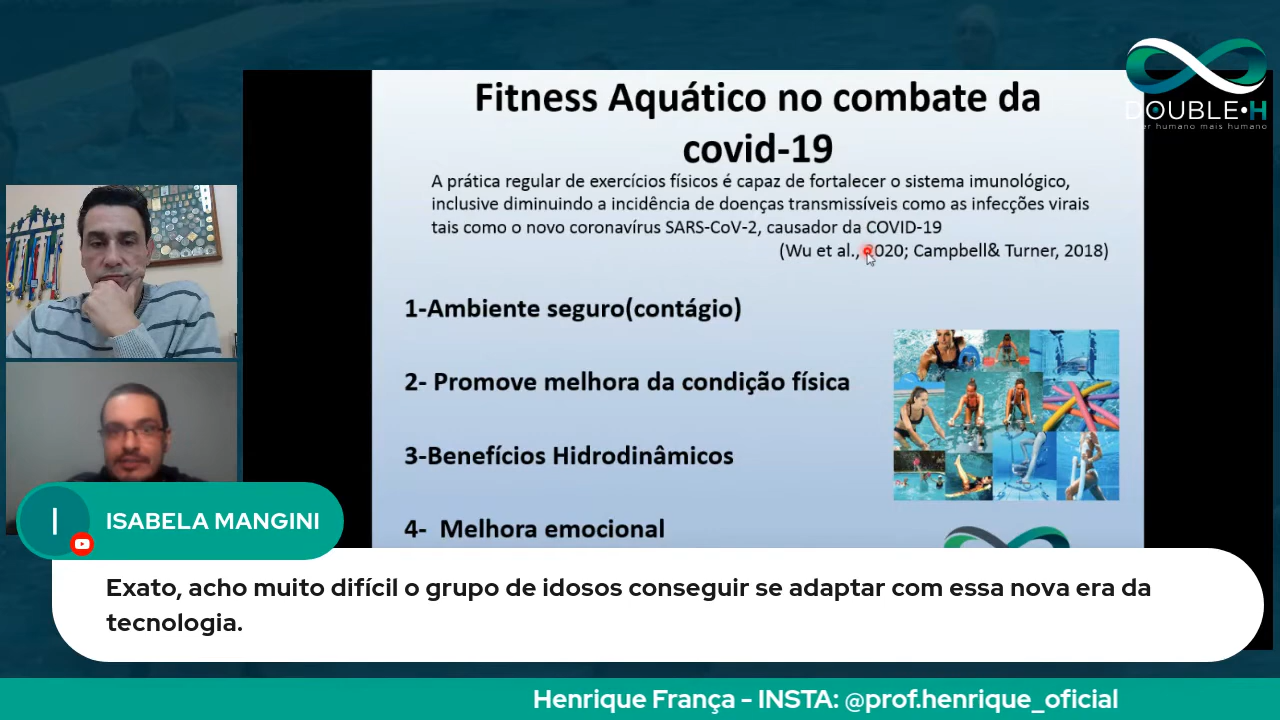 Fitness Aquático no combate da
covid-19
A prática regular de exercícios físicos é capaz de fortalecer o sistema imunológico,
inclusive diminuindo a incidência de doenças transmissíveis como as infecções virais
tais como o novo coronavírus SARS-CoV-2, causador da COVID-19
(Wu et al., 2020; Campbell& Turner, 2018)
1-Ambiente seguro(contágio)
2- Promove melhora da condição física
3-Benefícios Hidrodinâmicos
4- Melhora emocional
DOUBLE•H
er humano mais humano
I
ISABELA MANGINI
Exato, acho muito difícil o grupo de idosos conseguir se adaptar com essa nova era da
tecnologia.
Henrique França - INSTA: @prof.henrique_oficial